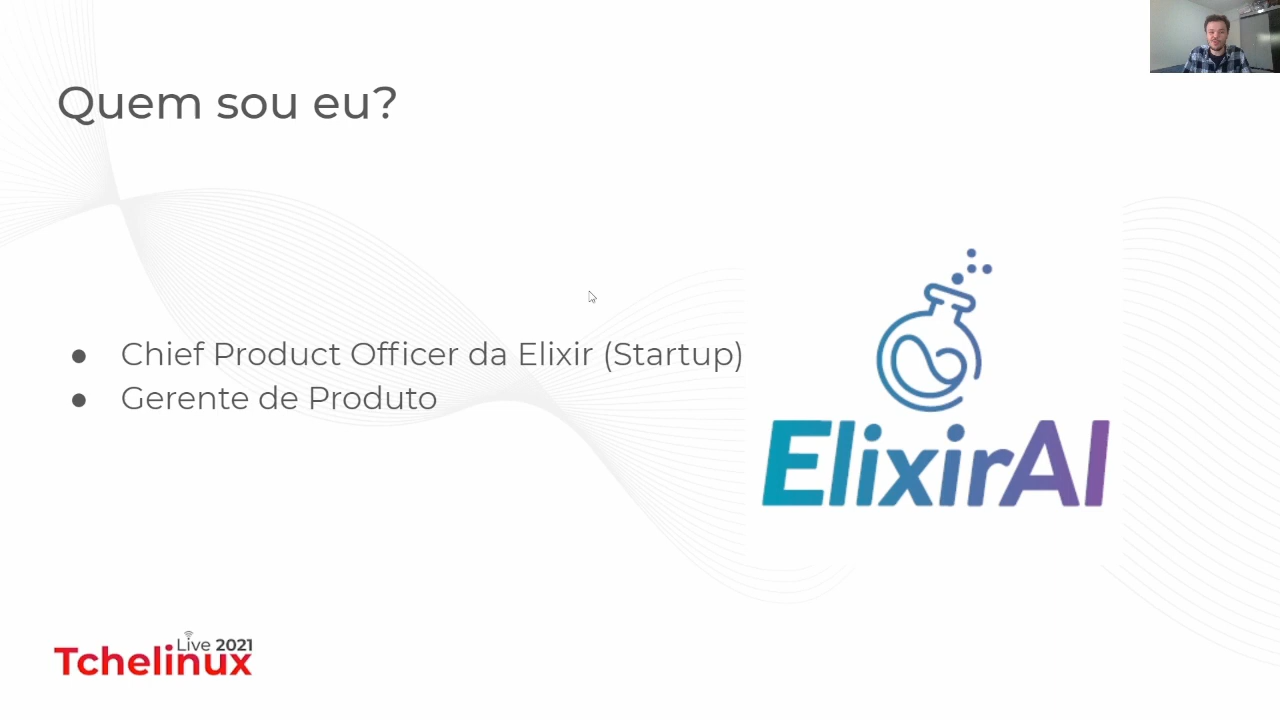 Quem sou eu?
● Chief Product Officer da Elixir (Startup)
● Gerente de Produto
ElixirAI
Live 2021
Tchelinux